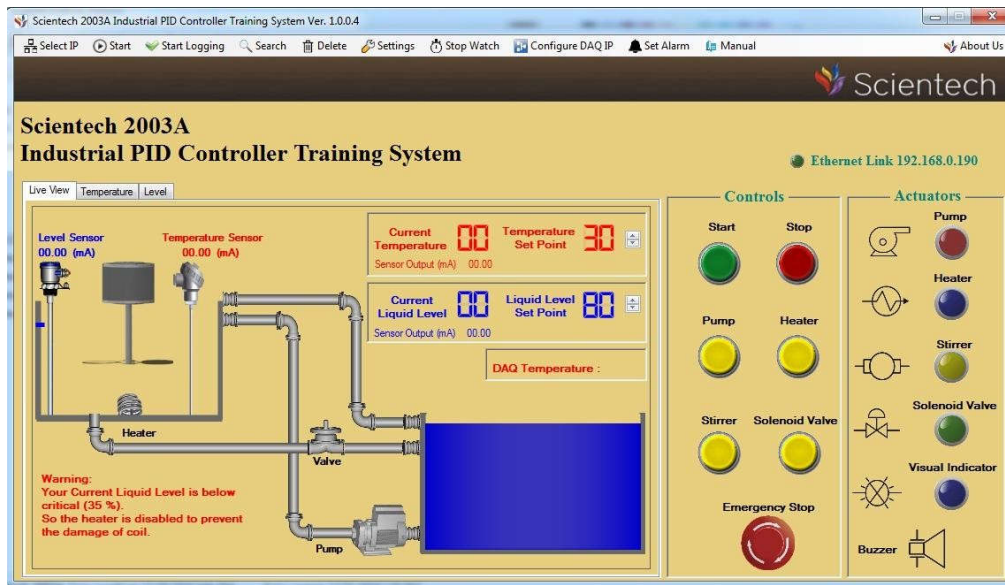 Scientech 2003A Industrial PID Controller Training System Ver. 1.0.0.4
Select IP Start Start Logging Search Delete Settings Stop Watch Configure DAQ IP Set Alarm Manual About Us
Scientech
Scientech 2003A
Industrial PID Controller Training System
Ethernet Link 192.168.0.190
Live View Temperature Level
Level Sensor
00.00 (mA)
Temperature Sensor
00.00 (mA)
Current
Temperature
00
Temperature
Set Point
30
Sensor Output (mA) 00.00
Current
Liquid Level
00
Liquid Level
Set Point
80
Sensor Output (mA) 00.00
DAQ Temperature :
Heater
Valve
Pump
Warning:
Your Current Liquid Level is below
critical (35 %).
So the heater is disabled to prevent
the damage of coil.
Controls
Start Stop
Pump Heater
Stirrer Solenoid Valve
Emergency Stop
Actuators
Pump
Heater
Stirrer
Solenoid Valve
Visual Indicator
Buzzer